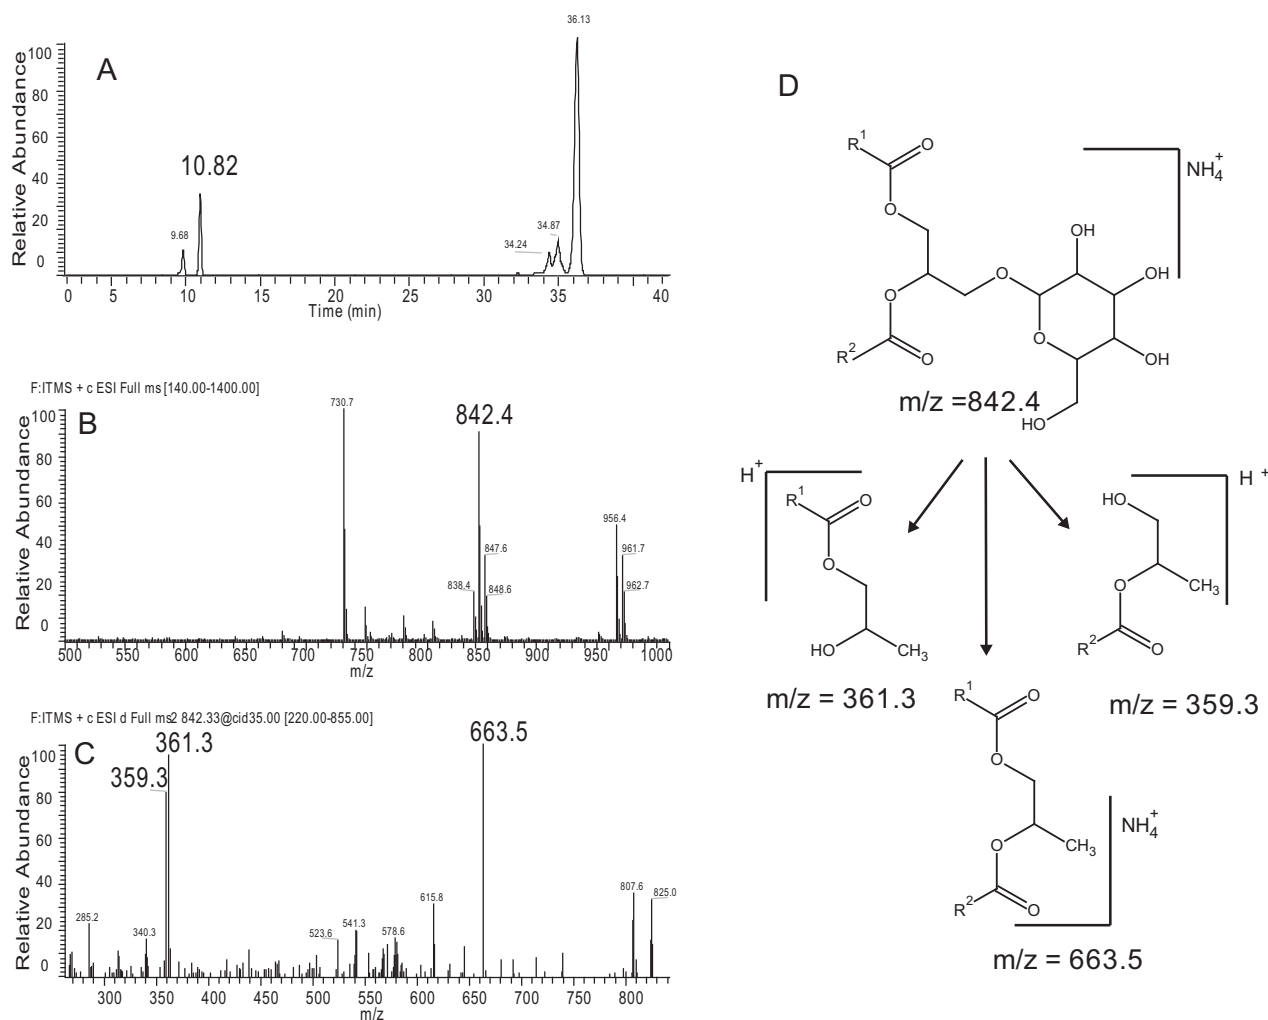 A
Relative Abundance
100
80
60
40
20
0
36.13
10.82
9.68
34.24
34.87
0 5 10 15 20 25 30 35 40
Time (min)
F:ITMS + c ESI Full ms [140.00-1400.00]
B
Relative Abundance
100
80
60
40
20
0
730.7
842.4
838.4
847.6
848.6
956.4
961.7
962.7
500 550 600 650 700 750 800 850 900 950 1000
m/z
F:ITMS + c ESI d Full ms2 842.33@cid35.00 [220.00-855.00]
C
Relative Abundance
100
80
60
40
20
0
361.3
359.3
663.5
285.2
340.3
523.6
541.3
578.6
615.8
807.6
825.0
300 350 400 450 500 550 600 650 700 750 800
m/z
D
R1
O
O
NH4+
OH
O
OH
O
O
R2
O
OH
HO
m/z =842.4
H+
R1
O
O
HO
CH3
m/z = 361.3
H +
HO
O
CH3
R2
O
m/z = 359.3
R1
O
O
O
CH3
NH4+
R2
O
m/z = 663.5